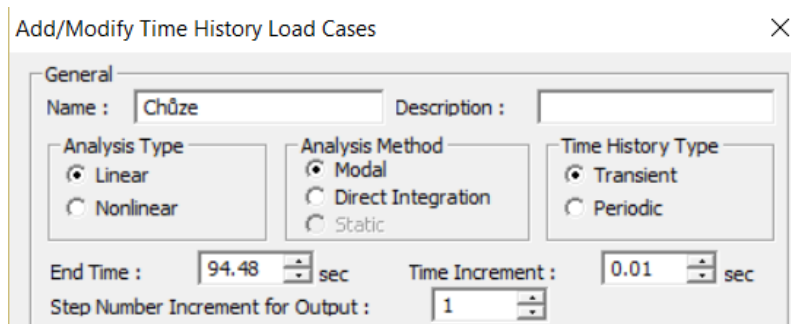 Add/Modify Time History Load Cases
General
Name : Chůze Description :
Analysis Type Analysis Method Time History Type
Linear Modal Transient
Nonlinear Direct Integration Periodic
Static
End Time : 94.48 sec Time Increment : 0.01 sec
Step Number Increment for Output : 1